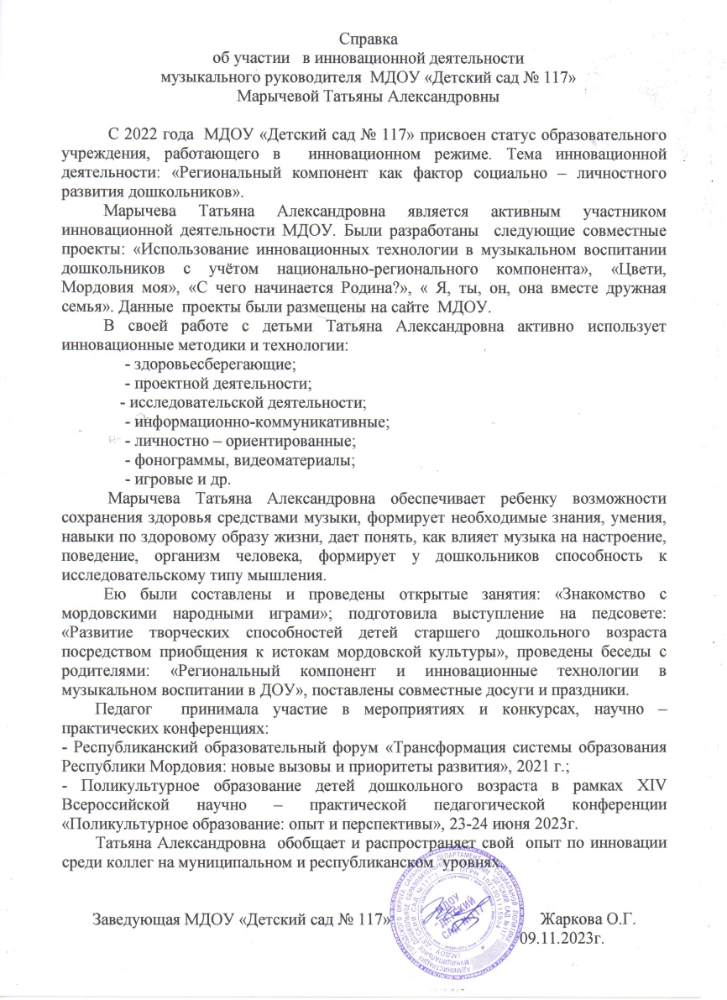 Справка
об участии в инновационной деятельности
музыкального руководителя МДОУ «Детский сад № 117»
Марычевой Татьяны Александровны
С 2022 года МДОУ «Детский сад № 117» присвоен статус образовательного
учреждения, работающего в инновационном режиме. Тема инновационной
деятельности: «Региональный компонент как фактор социально – личностного
развития дошкольников».
Марычева Татьяна Александровна является активным участником
инновационной деятельности МДОУ. Были разработаны следующие совместные
проекты: «Использование инновационных технологии в музыкальном воспитании
дошкольников с учётом национально-регионального компонента», «Цвети,
Мордовия моя», «С чего начинается Родина?», « Я, ты, он, она вместе дружная
семья». Данные проекты были размещены на сайте МДОУ.
В своей работе с детьми Татьяна Александровна активно использует
инновационные методики и технологии:
- здоровьесберегающие;
- проектной деятельности;
- исследовательской деятельности;
- информационно-коммуникативные;
- личностно – ориентированные;
- фонограммы, видеоматериалы;
- игровые и др.
Марычева Татьяна Александровна обеспечивает ребенку возможности
сохранения здоровья средствами музыки, формирует необходимые знания, умения,
навыки по здоровому образу жизни, дает понять, как влияет музыка на настроение,
поведение, организм человека, формирует у дошкольников способность к
исследовательскому типу мышления.
Ею были составлены и проведены открытые занятия: «Знакомство с
мордовскими народными играми»; подготовила выступление на педсовете:
«Развитие творческих способностей детей старшего дошкольного возраста
посредством приобщения к истокам мордовской культуры», проведены беседы с
родителями: «Региональный компонент и инновационные технологии в
музыкальном воспитании в ДОУ», поставлены совместные досуги и праздники.
Педагог принимала участие в мероприятиях и конкурсах, научно –
практических конференциях:
- Республиканский образовательный форум «Трансформация системы образования
Республики Мордовия: новые вызовы и приоритеты развития», 2021 г.;
- Поликультурное образование детей дошкольного возраста в рамках XIV
Всероссийской научно – практической педагогической конференции
«Поликультурное образование: опыт и перспективы», 23-24 июня 2023г.
Татьяна Александровна обобщает и распространяет свой опыт по инновации
среди коллег на муниципальном и республиканском уровнях.
Заведующая МДОУ «Детский сад № 117» Жаркова О.Г.
09.11.2023г.
МДОУ
"ДЕТСКИЙ
САД №117"